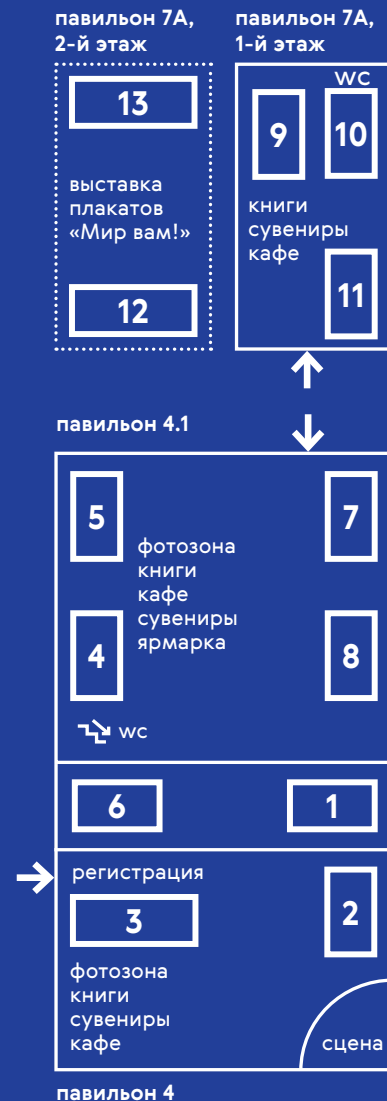 павильон 7А,
2-й этаж
13
выставка
плакатов
«Мир вам!»
12
павильон 7А,
1-й этаж
wc
9
10
книги
сувениры
кафе
11
павильон 4.1
5
7
фотозона
книги
кафе
сувениры
ярмарка
4
8
wc
6
1
регистрация
3
2
фотозона
книги
сувениры
кафе
сцена
павильон 4